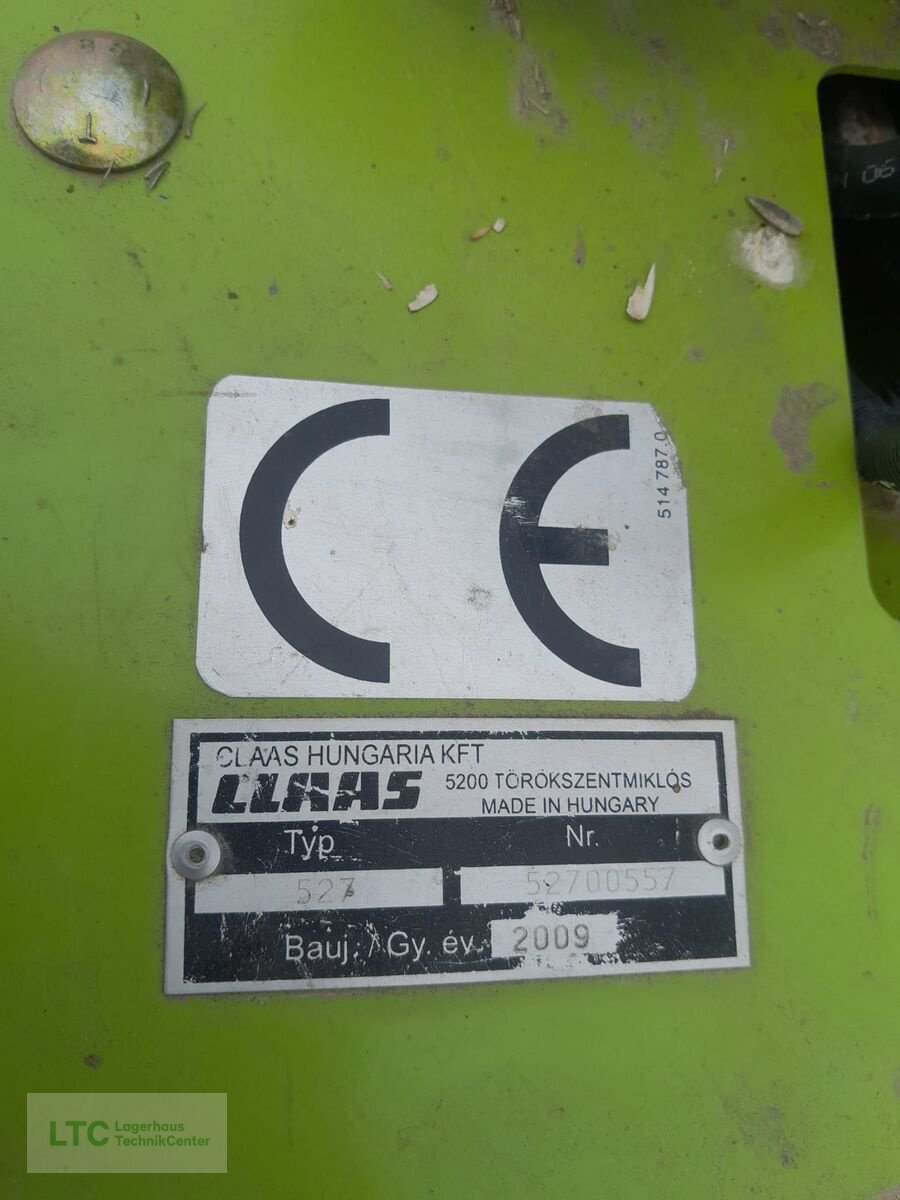 CE
514 787.0
CLAAS HUNGARIA KFT
CLAAS 5200 TÖRÖKSZENTMIKLÓS
MADE IN HUNGARY
Typ Nr.
527 52700557
Bauj. / Gy. év. 2009
LTC Lagerhaus
TechnikCenter